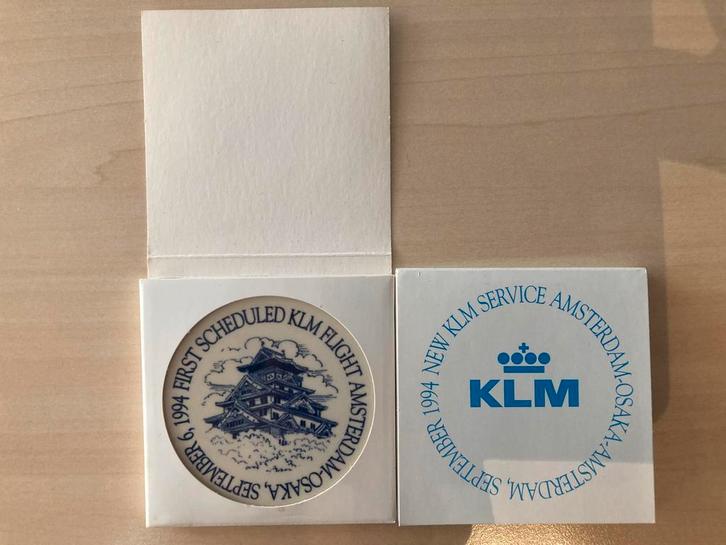 FIRST SCHEDULED KLM FLIGHT AMSTERDAM-OSAKA, SEPTEMBER 6, 1994
NEW KLM SERVICE AMSTERDAM-OSAKA-AMSTERDAM, SEPTEMBER 1994
KLM